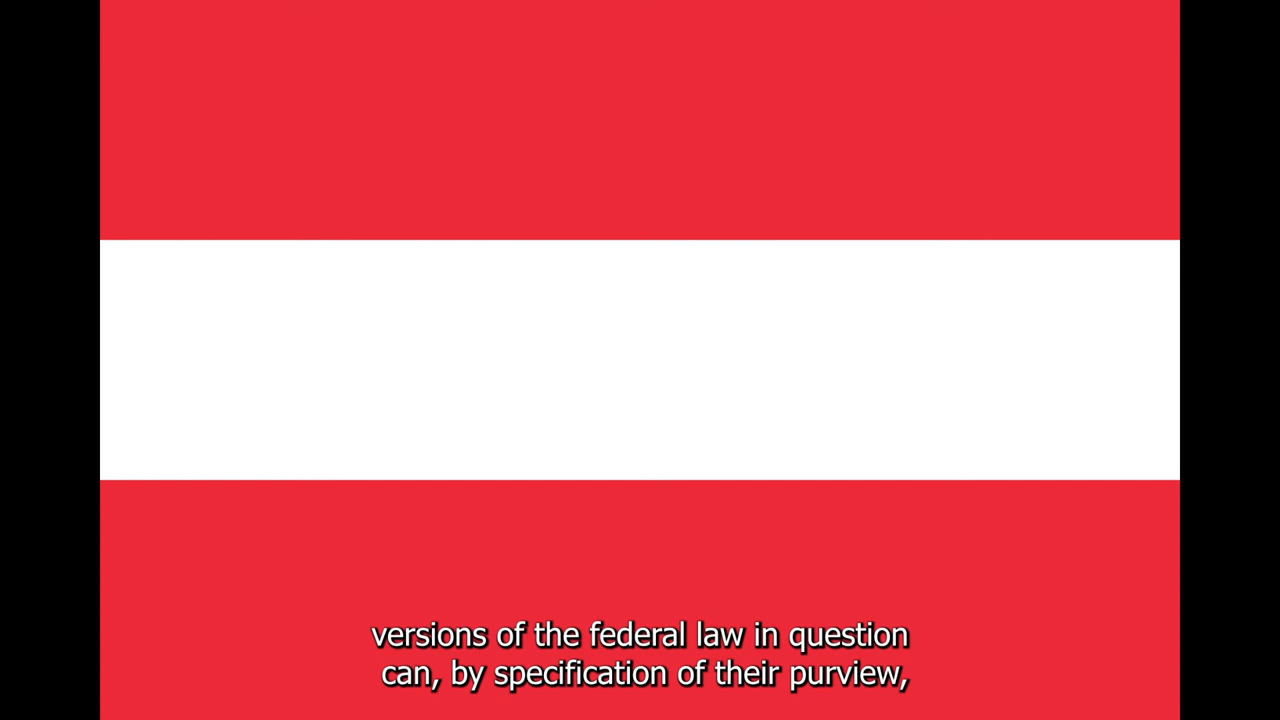 versions of the federal law in question
can, by specification of their purview,